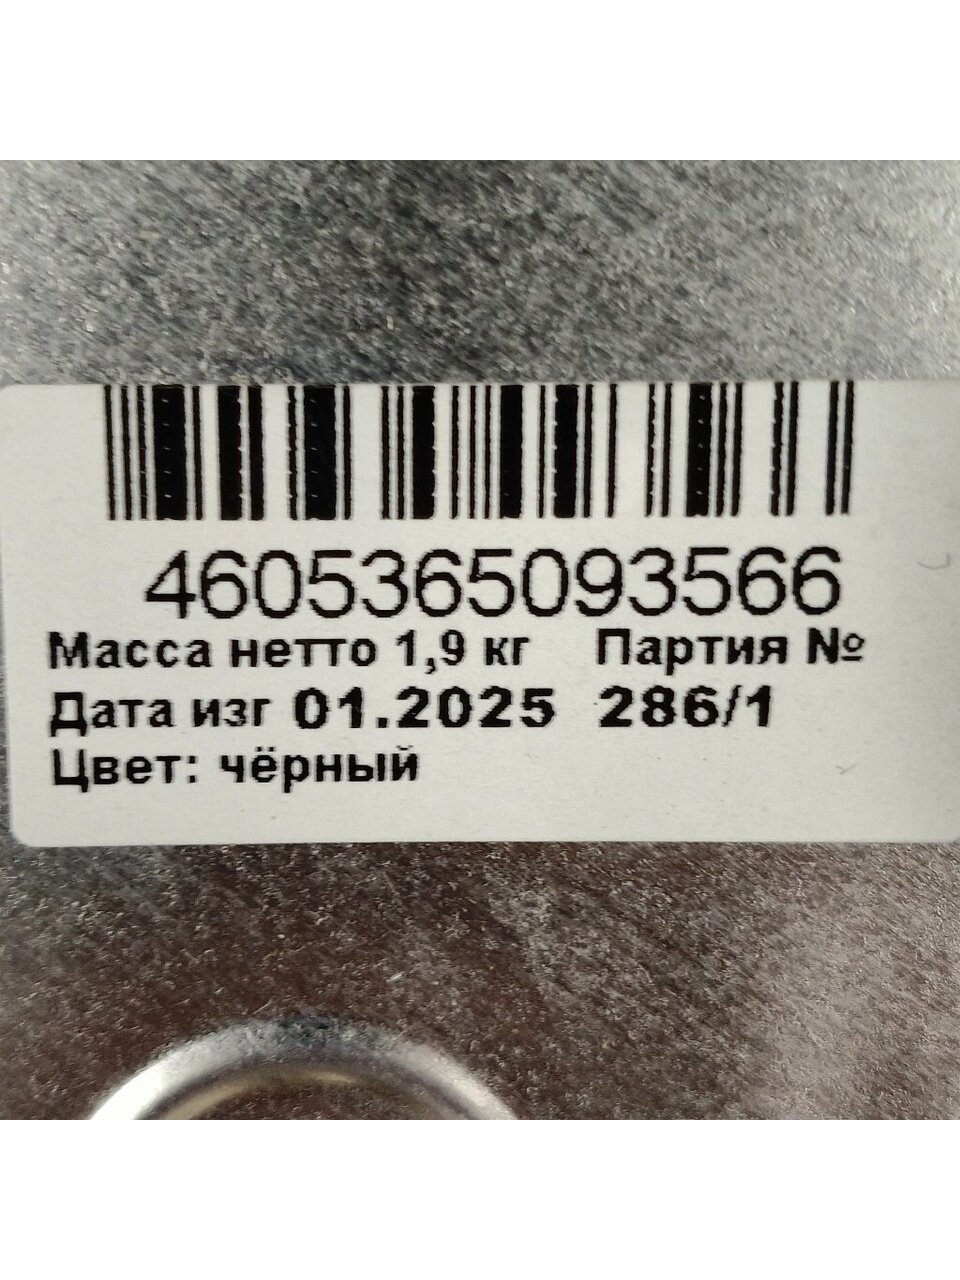 4605365093566
Масса нетто 1,9 кг Партия №
Дата изг 01.2025 286/1
Цвет: чёрный